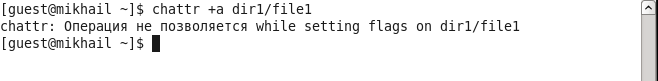 [guest@mikhail ~]$ chattr +a dir1/file1
chattr: Операция не позволяется while setting flags on dir1/file1
[guest@mikhail ~]$